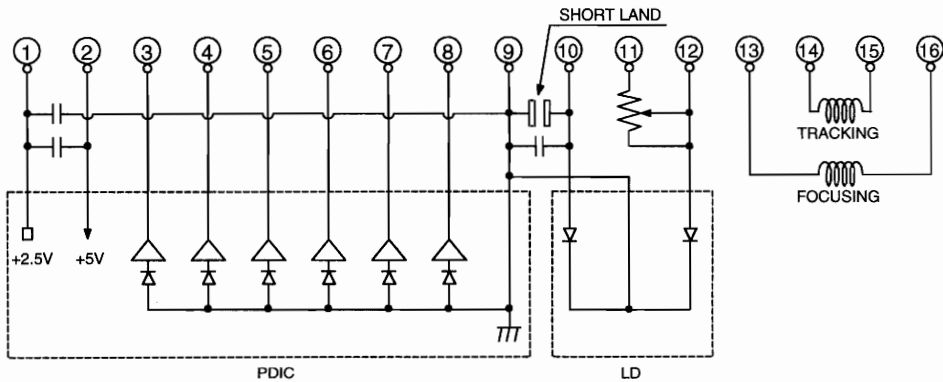 SHORT LAND
1 2 3 4 5 6 7 8 9 10 11 12 13 14 15 16
TRACKING
FOCUSING
+2.5V +5V
PDIC LD